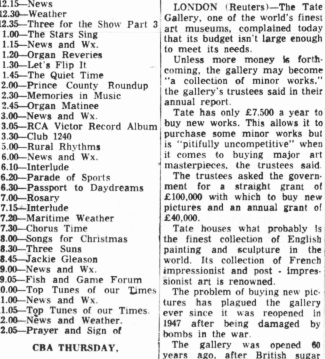 12.15—News
12.30—Weather
12.35—Three for the Show Part 3
1.00—The Stars Sing
1.15—News and Wx.
1.20—Organ Reveries
1.30—Let's Flip It
1.45—The Quiet Time
2.00—Prince County Roundup
2.30—Memories in Music
2.45—Organ Matinee
3.00—News and Wx.
3.05—RCA Victor Record Album
3.30—Club 1240
5.00—Rural Rhythms
6.00—News and Wx.
6.10—Interlude
6.20—Parade of Sports
6.30—Passport to Daydreams
7.00—Rosary
7.15—Interlude
7.20—Maritime Weather
7.30—Chorus Time
8.00—Songs for Christmas
8.30—Three Suns
8.45—Jackie Gleason
9.00—News and Wx.
9.05—Fish and Game Forum
0.00—Top Tunes of our Times
1.00—News and Wx.
1.05—Top Tunes of our Times.
2.00—News and Weather.
2.05—Prayer and Sign of
CBA THURSDAY,
LONDON (Reuters)—The Tate
Gallery, one of the world's finest
art museums, complained today
that its budget isn't large enough
to meet its needs.
Unless more money is forth-
coming, the gallery may become
"a collection of minor works,"
the gallery's trustees said in their
annual report.
Tate has only £7,500 a year to
buy new works. This allows it to
purchase some minor works but
is "pitifully uncompetitive" when
it comes to buying major art
masterpieces, the trustees said.
The trustees asked the govern-
ment for a straight grant of
£100,000 with which to buy new
pictures and an annual grant of
£40,000.
Tate houses what probably is
the finest collection of English
painting and sculpture in the
world. Its collection of French
impressionist and post - impres-
sionist art is renowned.
The problem of buying new pic-
tures has plagued the gallery
ever since it was reopened in
1947 after being damaged by
bombs in the war.
The gallery was opened 60
years ago, after British sugar